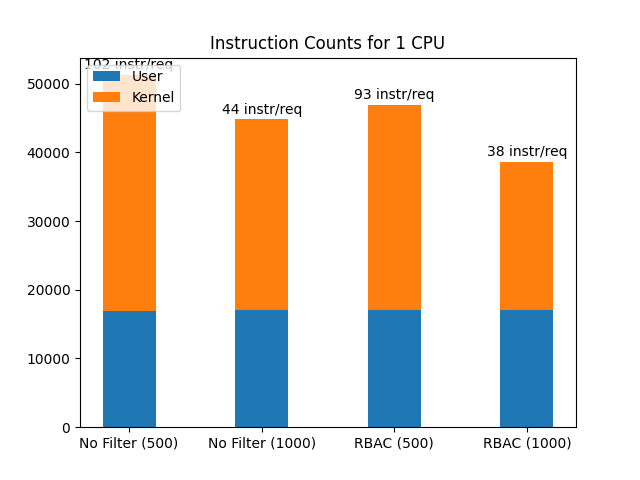 Instruction Counts for 1 CPU
102 instr/req
User
Kernel
44 instr/req
93 instr/req
38 instr/req
50000
40000
30000
20000
10000
0
No Filter (500)
No Filter (1000)
RBAC (500)
RBAC (1000)